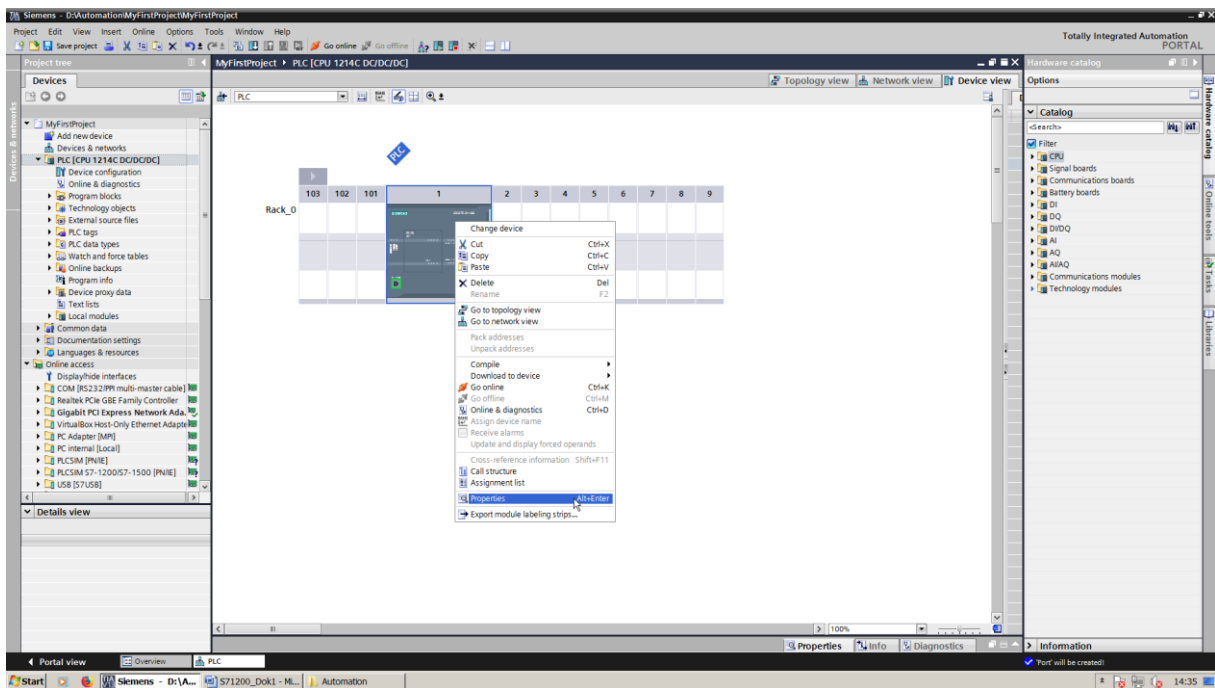 Siemens - D:\Automation\MyFirstProject\MyFirstProject
Project Edit View Insert Online Options Tools Window Help
Save project Go online Go offline
Totally Integrated Automation
PORTAL
Project tree
MyFirstProject PLC [CPU 1214C DC/DC/DC]
Hardware catalog
Devices
Topology view Network view Device view
Options
PLC
MyFirstProject
Add new device
Devices & networks
PLC [CPU 1214C DC/DC/DC]
Device configuration
Online & diagnostics
Program blocks
Technology objects
External source files
PLC tags
PLC data types
Watch and force tables
Online backups
Program info
Device proxy data
Text lists
Local modules
Common data
Documentation settings
Languages & resources
Online access
Display/hide interfaces
COM [RS232/PPI multi-master cable]
Realtek PCIe GBE Family Controller
Gigabit PCI Express Network Ada.
VirtualBox Host-Only Ethernet Adapte
PC Adapter [MPI]
PC internal [Local]
PLCSIM [PN/IE]
PLCSIM S7-1200/S7-1500 [PN/IE]
USB [S7USB]
Details view
Devices & networks
PLC
103 102 101 1 2 3 4 5 6 7 8 9
Rack_0
Change device
Cut Ctrl+X
Copy Ctrl+C
Paste Ctrl+V
Delete Del
Rename F2
Go to topology view
Go to network view
Pack addresses
Unpack addresses
Compile
Download to device
Go online Ctrl+K
Go offline Ctrl+M
Online & diagnostics Ctrl+D
Assign device name
Receive alarms
Update and display forced operands
Cross-reference information Shift+F11
Call structure
Assignment list
Properties Alt+Enter
Export module labeling strips...
100%
Properties Info Diagnostics
Catalog
<Search>
Filter
CPU
Signal boards
Communications boards
Battery boards
DI
DQ
DI/DQ
AI
AQ
AI/AQ
Communications modules
Technology modules
Information
Hardware catalog
Online tools
Tasks
Libraries
Portal view Overview PLC
'Port' will be created!
Start Siemens - D:\A... S71200_Dok1 - Mi... Automation 14:35